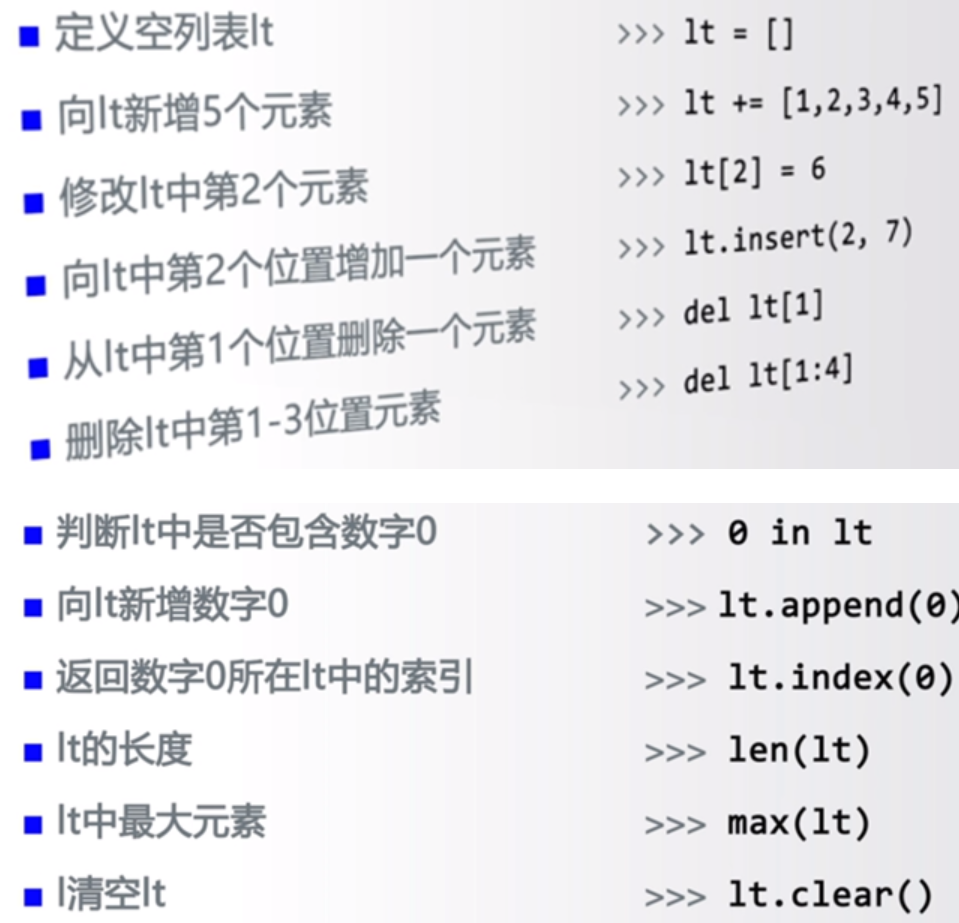 定义空列表lt >>> lt = []
向lt新增5个元素 >>> lt += [1,2,3,4,5]
修改lt中第2个元素 >>> lt[2] = 6
向lt中第2个位置增加一个元素 >>> lt.insert(2, 7)
从lt中第1个位置删除一个元素 >>> del lt[1]
删除lt中第1-3位置元素 >>> del lt[1:4]
判断lt中是否包含数字0 >>> 0 in lt
向lt新增数字0 >>> lt.append(0)
返回数字0所在lt中的索引 >>> lt.index(0)
lt的长度 >>> len(lt)
lt中最大元素 >>> max(lt)
l清空lt >>> lt.clear()